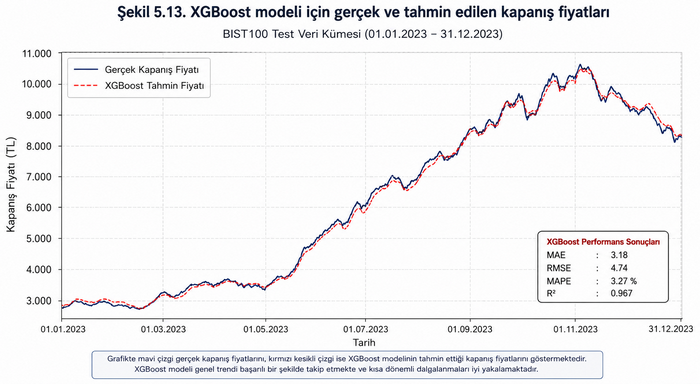 Şekil 5.13. XGBoost modeli için gerçek ve tahmin edilen kapanış fiyatları
BIST100 Test Veri Kümesi (01.01.2023 – 31.12.2023)
Gerçek Kapanış Fiyatı
XGBoost Tahmin Fiyatı
Kapanış Fiyatı (TL)
11.000
10.000
9.000
8.000
7.000
6.000
5.000
4.000
3.000
XGBoost Performans Sonuçları
MAE : 3.18
RMSE : 4.74
MAPE : 3.27 %
R² : 0.967
01.01.2023 01.03.2023 01.05.2023 01.07.2023 01.09.2023 01.11.2023 31.12.2023
Tarih
Grafikte mavi çizgi gerçek kapanış fiyatlarını, kırmızı kesikli çizgi ise XGBoost modelinin tahmin ettiği kapanış fiyatlarını göstermektedir.
XGBoost modeli genel trendi başarılı bir şekilde takip etmekte ve kısa dönemli dalgalanmaları iyi yakalamaktadır.